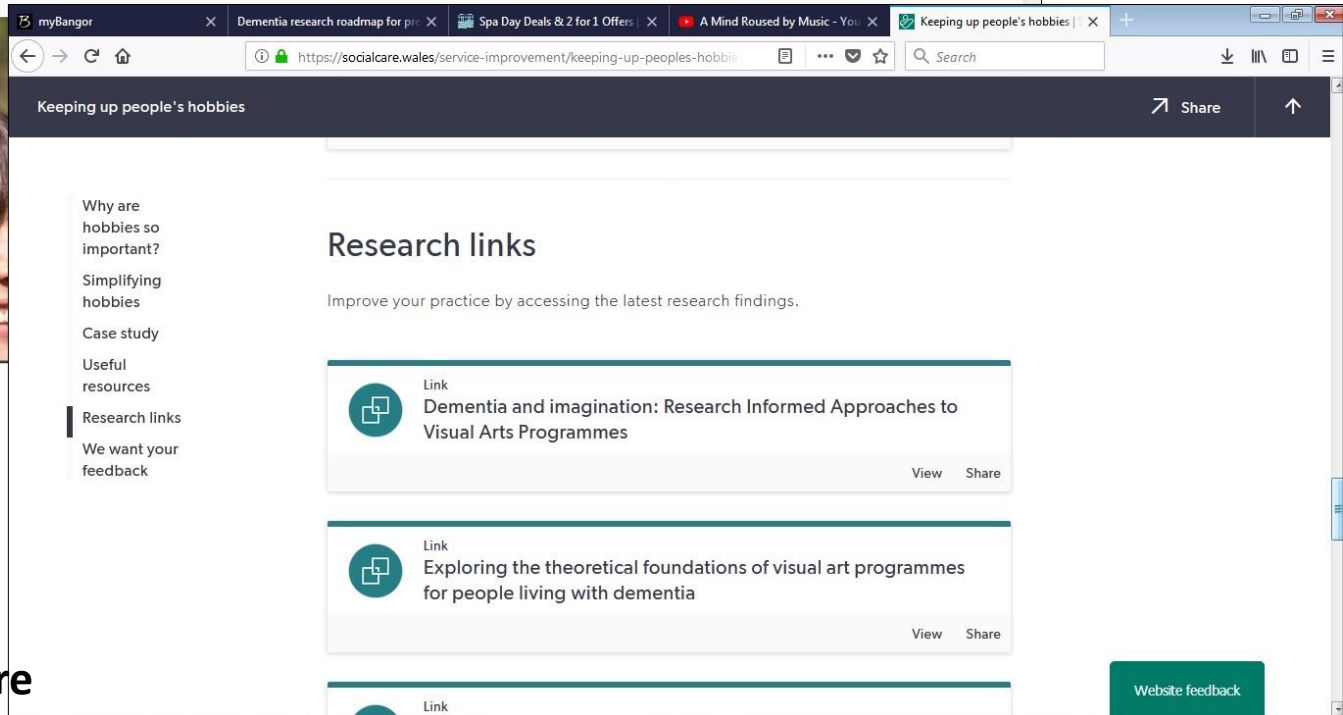 myBangor
Dementia research roadmap for pre
Spa Day Deals & 2 for 1 Offers |
A Mind Roused by Music - You
Keeping up people's hobbies |
https://socialcare.wales/service-improvement/keeping-up-peoples-hobbie
Search
Keeping up people's hobbies
Share
Why are
hobbies so
important?
Simplifying
hobbies
Case study
Useful
resources
Research links
We want your
feedback
Research links
Improve your practice by accessing the latest research findings.
Link
Dementia and imagination: Research Informed Approaches to
Visual Arts Programmes
View Share
Link
Exploring the theoretical foundations of visual art programmes
for people living with dementia
View Share
Link
Website feedback
re